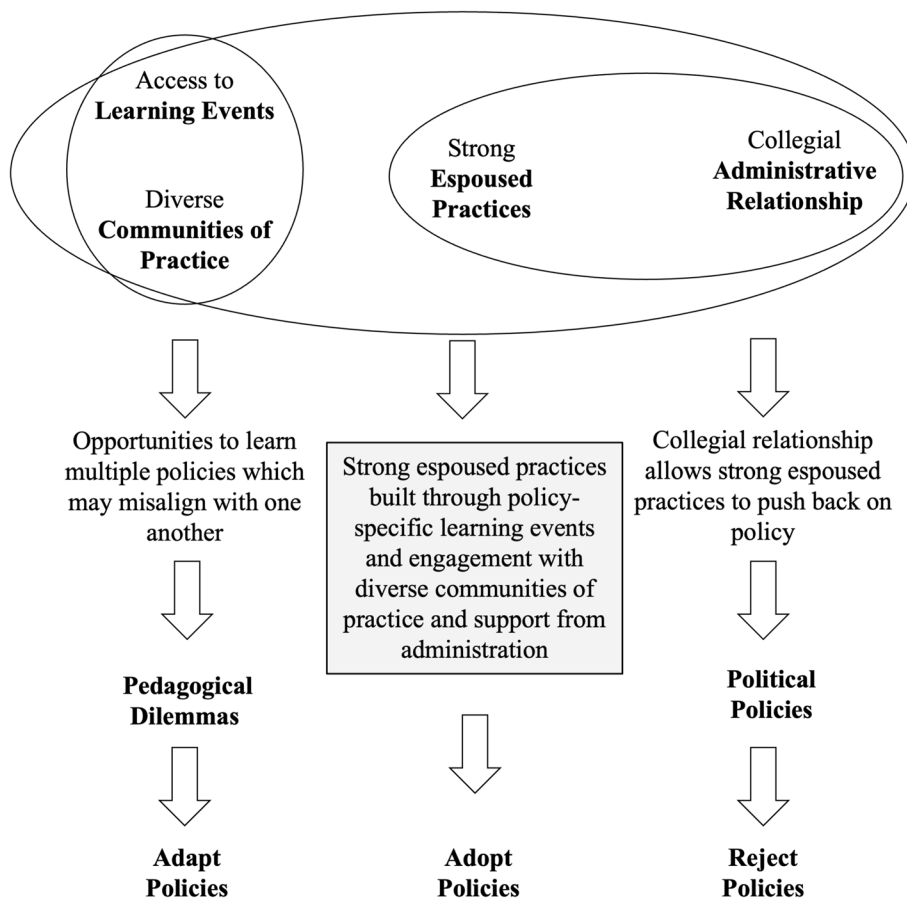 Access to
Learning Events
Diverse
Communities of
Practice
Strong
Espoused
Practices
Collegial
Administrative
Relationship
Opportunities to learn
multiple policies which
may misalign with one
another
Pedagogical
Dilemmas
Adapt
Policies
Strong espoused practices
built through policy-
specific learning events
and engagement with
diverse communities of
practice and support from
administration
Adopt
Policies
Collegial relationship
allows strong espoused
practices to push back on
policy
Political
Policies
Reject
Policies